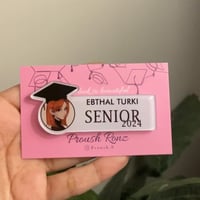 EBTHAL TURKI
SENIOR
2024
Proush Ronz